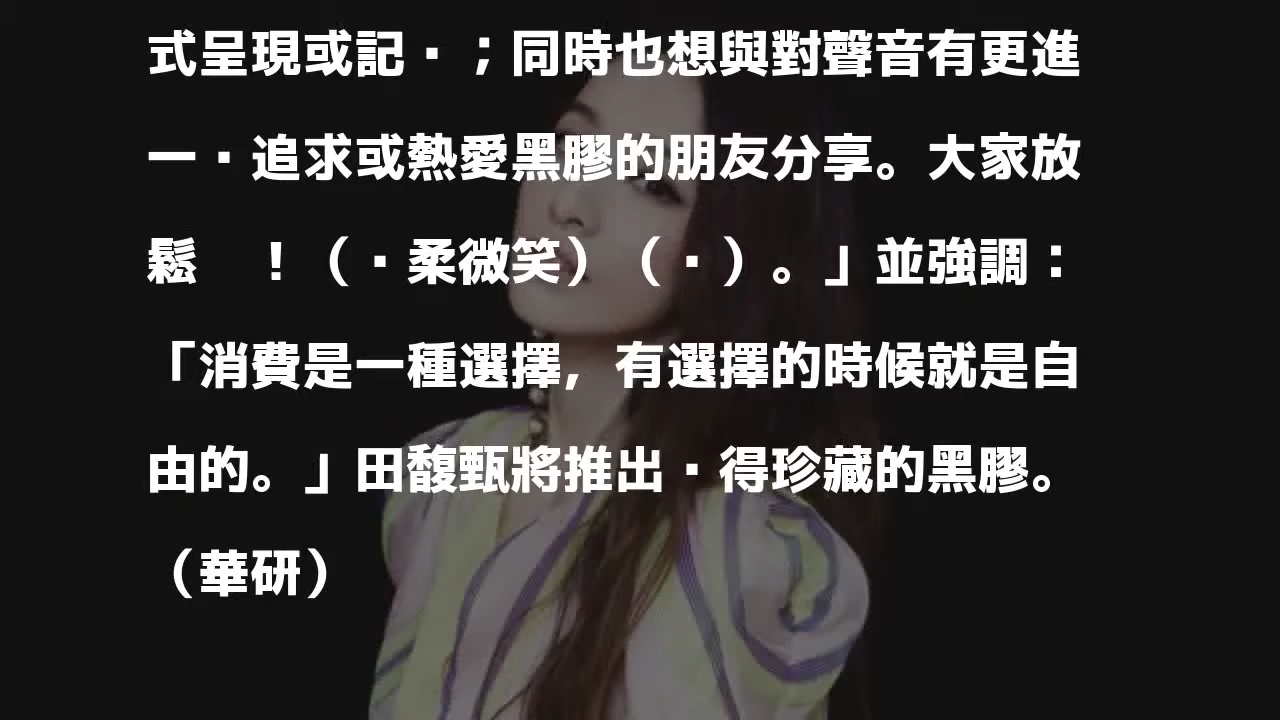 式呈現或記▪；同時也想與對聲音有更進
一▪追求或熱愛黑膠的朋友分享。大家放
鬆　！（▪柔微笑）（▪）。」並強調：
「消費是一種選擇，有選擇的時候就是自
由的。」田馥甄將推出▪得珍藏的黑膠。
（華研）